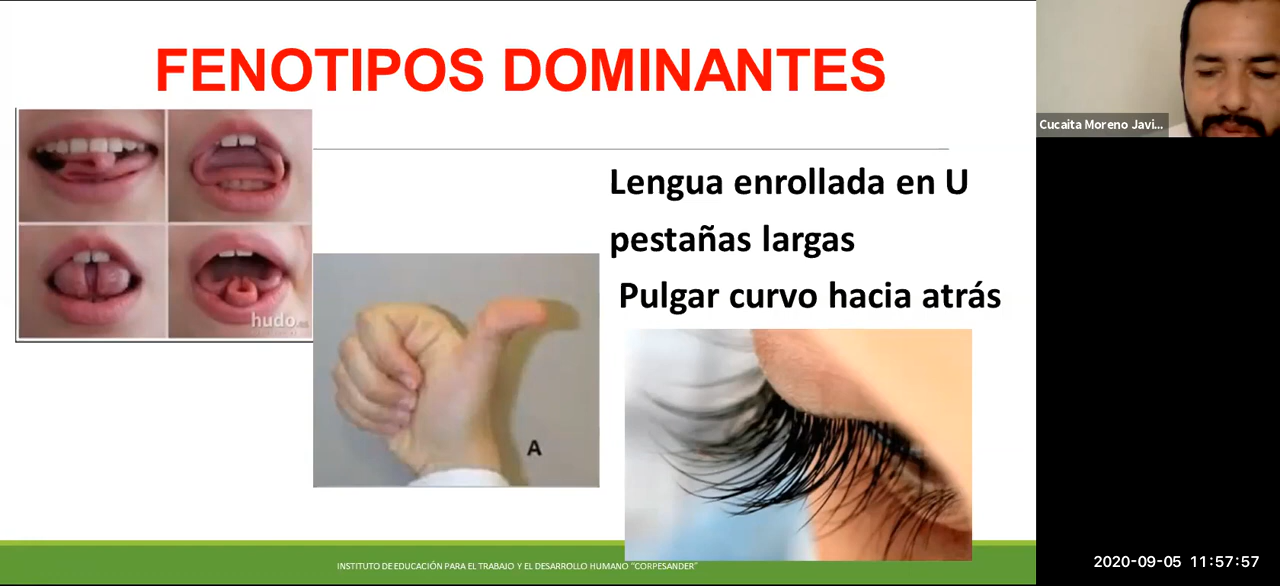 FENOTIPOS DOMINANTES
Cucaita Moreno Javi...
Lengua enrollada en U
pestañas largas
Pulgar curvo hacia atrás
hudo
A
INSTITUTO DE EDUCACIÓN PARA EL TRABAJO Y EL DESARROLLO HUMANO "CORPESANDER"
2020-09-05 11:57:57